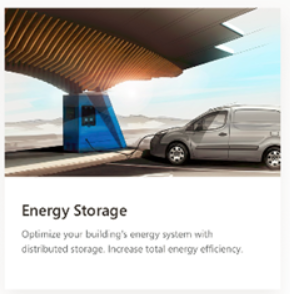 Energy Storage
Optimize your building's energy system with
distributed storage. Increase total energy efficiency.